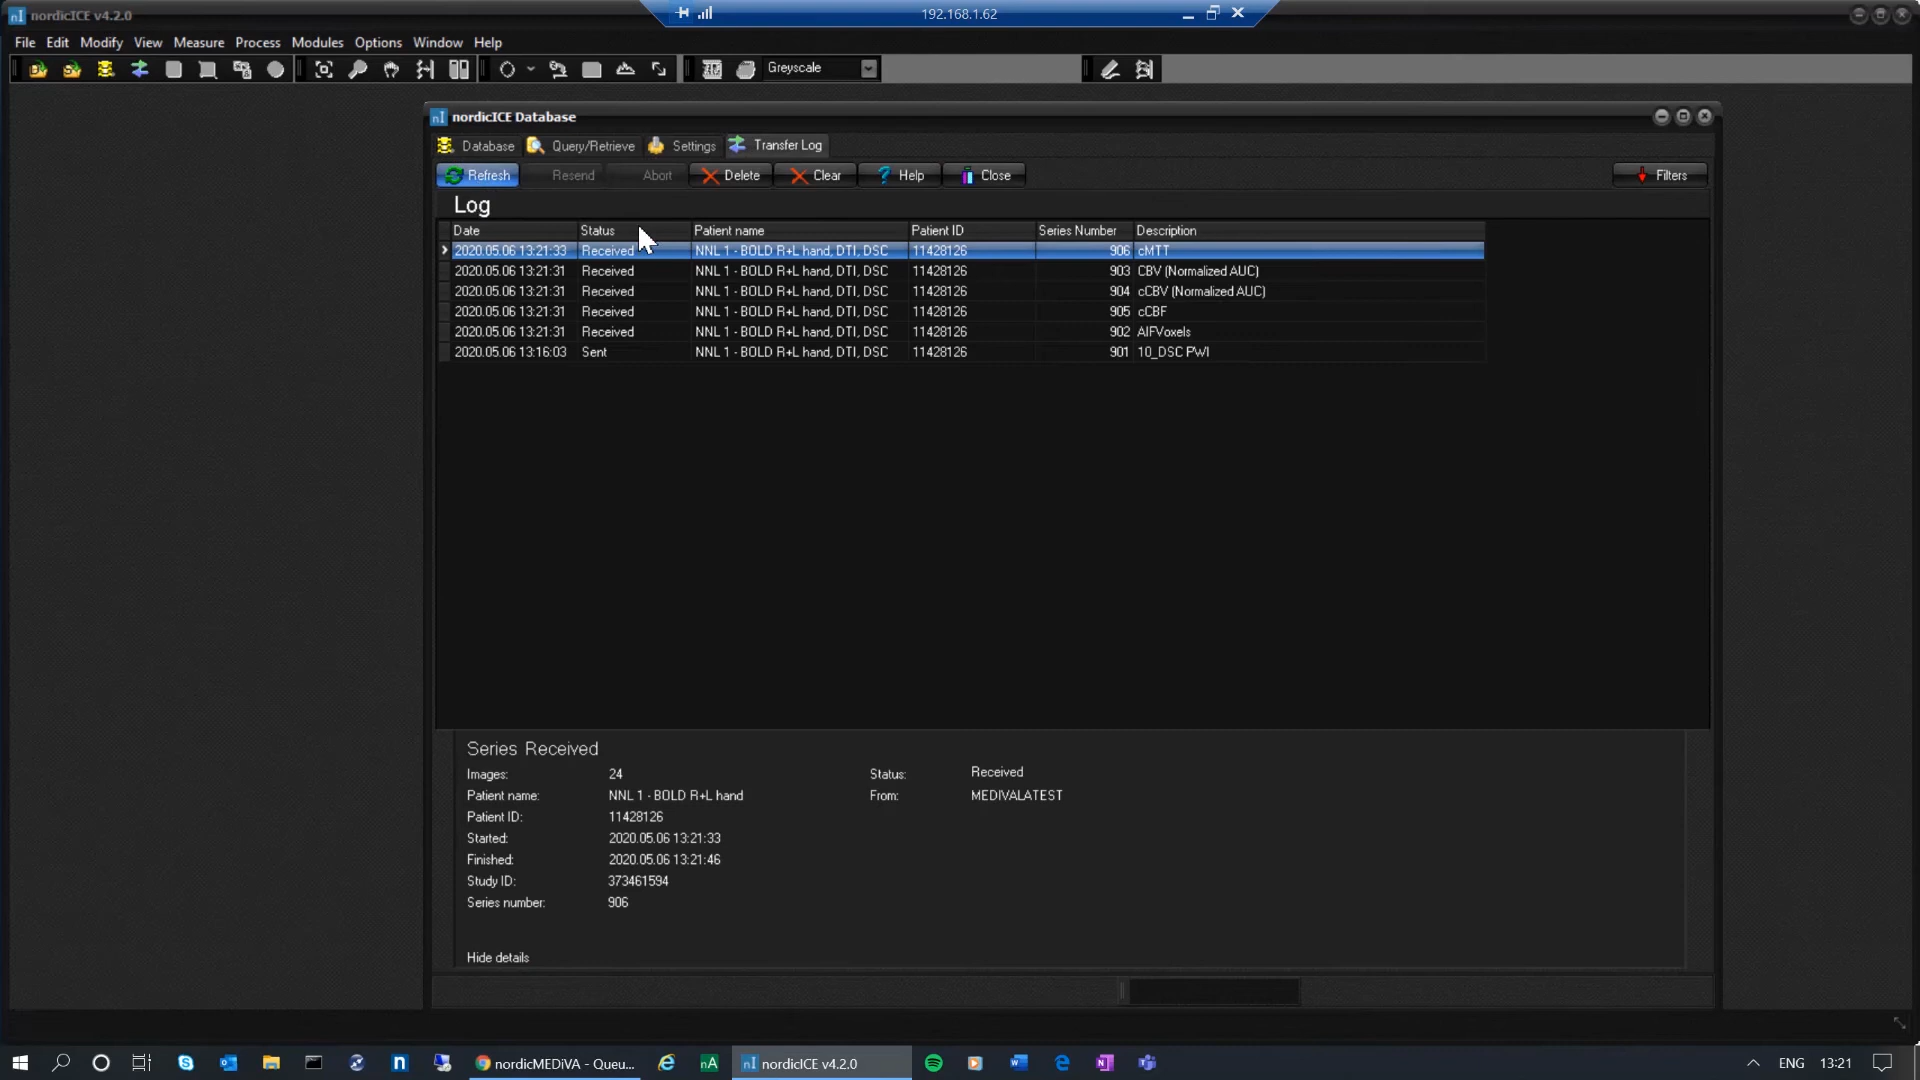 nordicICE v4.2.0
192.168.1.62
File Edit Modify View Measure Process Modules Options Window Help
Greyscale
nordicICE Database
Database Query/Retrieve Settings Transfer Log
Refresh Resend Abort Delete Clear Help Close Filters
Log
Date Status Patient name Patient ID Series Number Description
2020.05.06 13:21:33 Received NNL 1 - BOLD R+L hand, DTI, DSC 11428126 906 cMTT
2020.05.06 13:21:31 Received NNL 1 - BOLD R+L hand, DTI, DSC 11428126 903 CBV (Normalized AUC)
2020.05.06 13:21:31 Received NNL 1 - BOLD R+L hand, DTI, DSC 11428126 904 cCBV (Normalized AUC)
2020.05.06 13:21:31 Received NNL 1 - BOLD R+L hand, DTI, DSC 11428126 905 cCBF
2020.05.06 13:21:31 Received NNL 1 - BOLD R+L hand, DTI, DSC 11428126 902 AIFVoxels
2020.05.06 13:16:03 Sent NNL 1 - BOLD R+L hand, DTI, DSC 11428126 901 10_DSC PWI
Series Received
Images: 24 Status: Received
Patient name: NNL 1 - BOLD R+L hand From: MEDIVALATEST
Patient ID: 11428126
Started: 2020.05.06 13:21:33
Finished: 2020.05.06 13:21:46
Study ID: 373461594
Series number: 906
Hide details
nordicMEDiVA - Queu... nA nI nordicICE v4.2.0 ENG 13:21